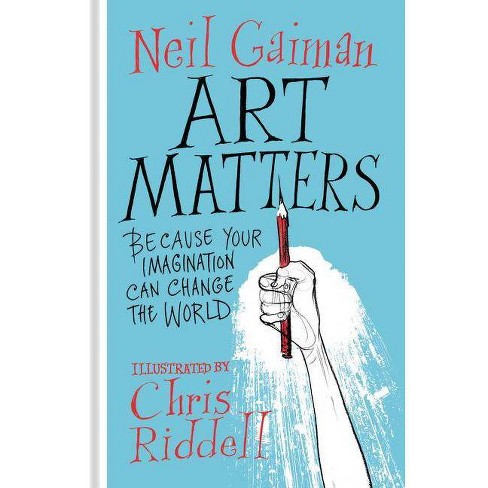 Neil Gaiman
ART
MATTERS
BECAUSE YOUR
IMAGINATION
CAN CHANGE
THE WORLD
ILLUSTRATED BY
Chris
Riddell